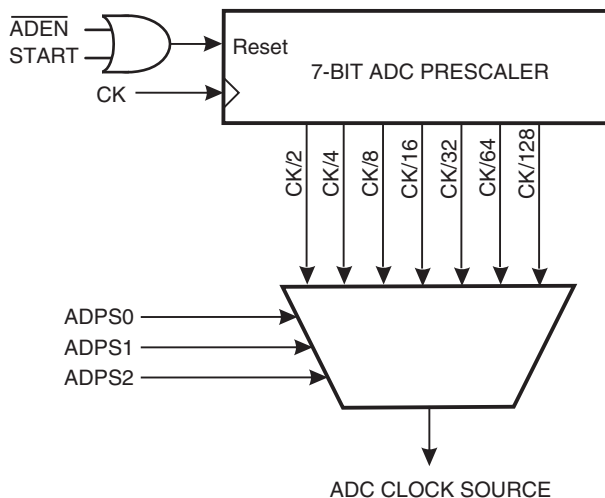 ADEN
START
Reset
7-BIT ADC PRESCALER
CK
CK/2
CK/4
CK/8
CK/16
CK/32
CK/64
CK/128
ADPS0
ADPS1
ADPS2
ADC CLOCK SOURCE